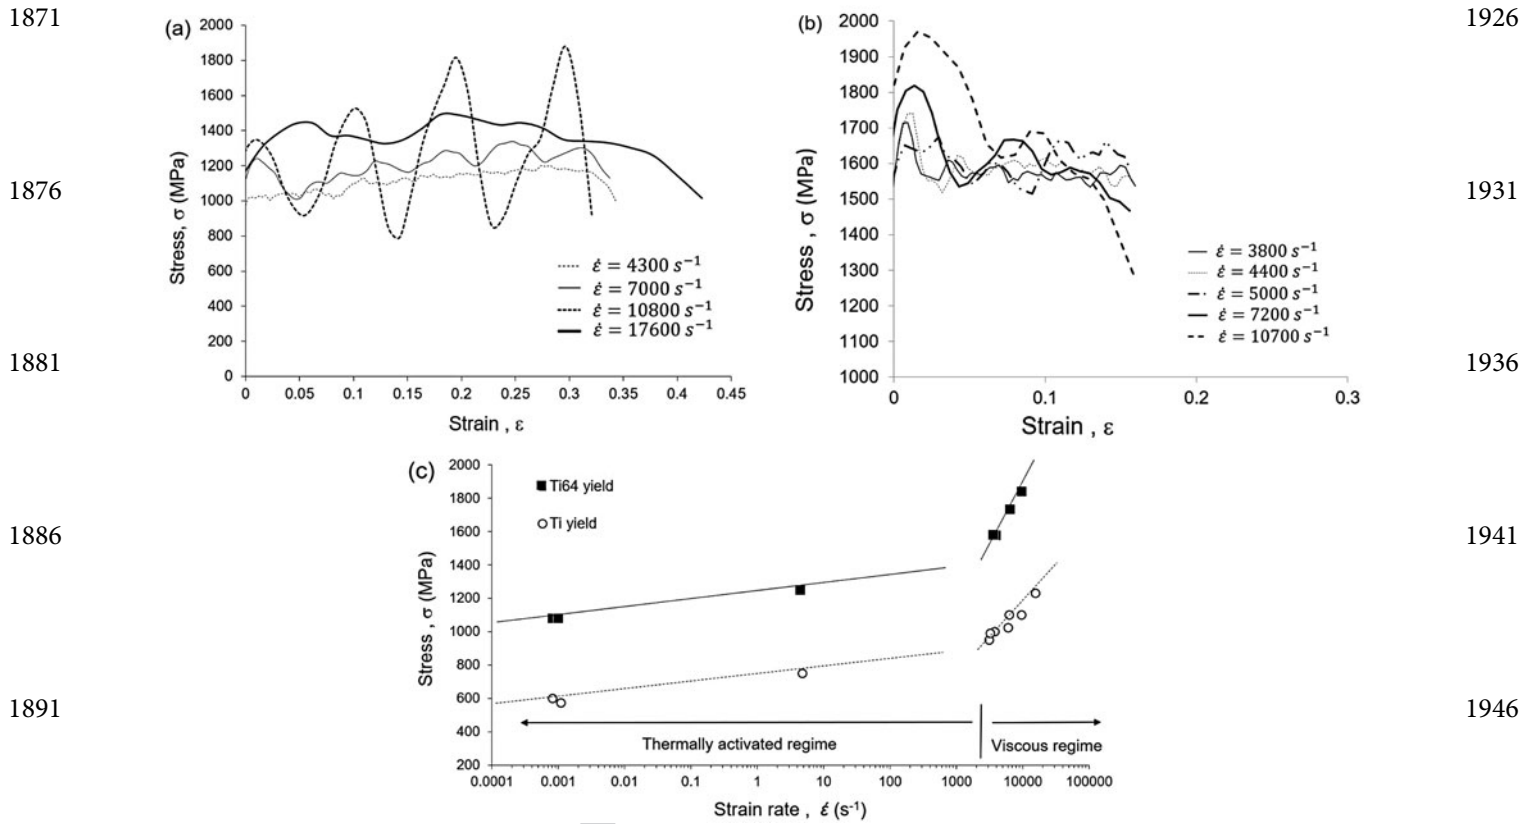 1871
1876
1881
1886
1891
1926
1931
1936
1941
1946
(a)
2000
1800
1600
1400
1200
1000
800
600
400
200
0
0 0.05 0.1 0.15 0.2 0.25 0.3 0.35 0.4 0.45
Stress, σ (MPa)
Strain , ε
ε̇ = 4300 s⁻¹
ε̇ = 7000 s⁻¹
ε̇ = 10800 s⁻¹
ε̇ = 17600 s⁻¹
(b)
2000
1900
1800
1700
1600
1500
1400
1300
1200
1100
1000
0 0.1 0.2 0.3
Stress , σ (MPa)
Strain , ε
ε̇ = 3800 s⁻¹
ε̇ = 4400 s⁻¹
ε̇ = 5000 s⁻¹
ε̇ = 7200 s⁻¹
ε̇ = 10700 s⁻¹
(c)
2000
1800
1600
1400
1200
1000
800
600
400
200
0.0001 0.001 0.01 0.1 1 10 100 1000 10000 100000
Stress , σ (MPa)
Strain rate , ε̇ (s⁻¹)
Ti64 yield
Ti yield
Thermally activated regime
Viscous regime